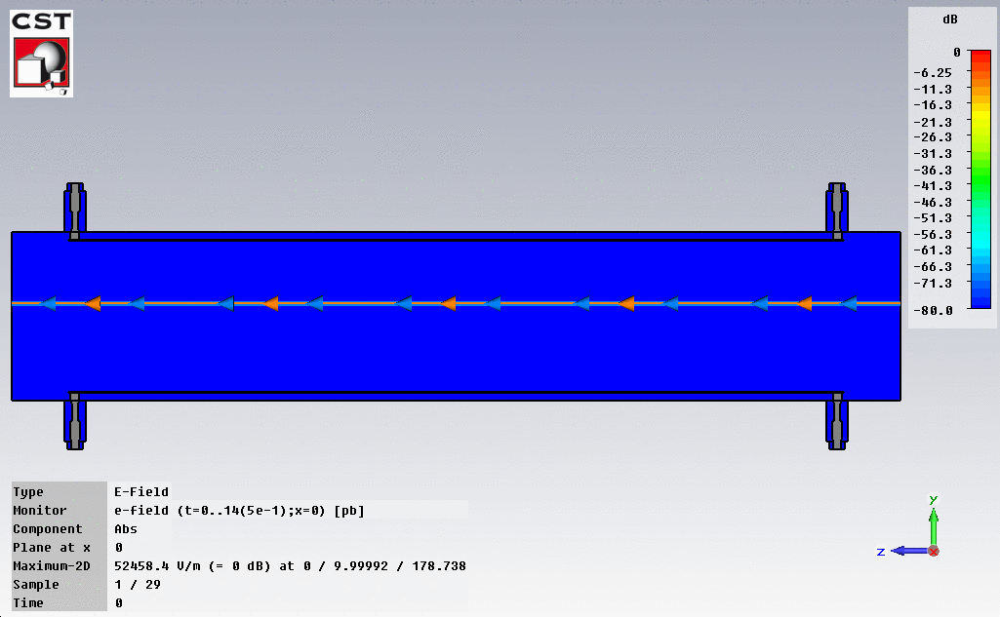 CST
dB
0
-6.25
-11.3
-16.3
-21.3
-26.3
-31.3
-36.3
-41.3
-46.3
-51.3
-56.3
-61.3
-66.3
-71.3
-80.0
Type E-Field
Monitor e-field (t=0..14(5e-1);x=0) [pb]
Component Abs
Plane at x 0
Maximum-2D 52458.4 V/m (= 0 dB) at 0 / 9.99992 / 178.738
Sample 1 / 29
Time 0
y
z
x